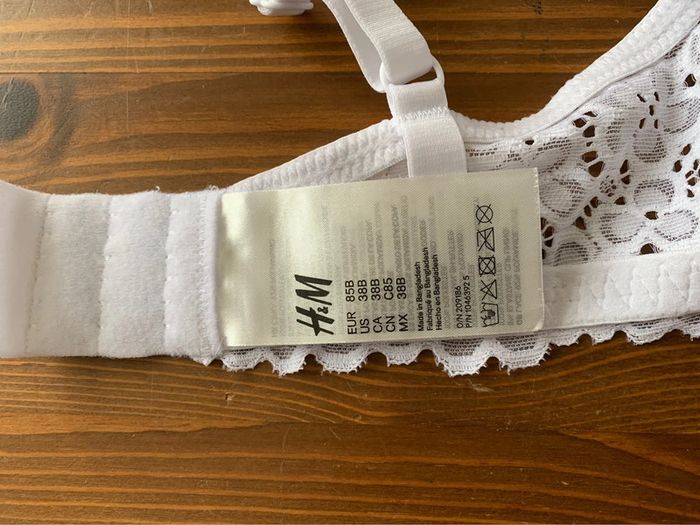 H&M
EUR 85B
US 38B
CA 38B
CN C85
MX 38B
Made in Bangladesh
Fabriqué au Bangladesh
Hecho en Bangladesh
O/N 209186
P/N 1046392 5